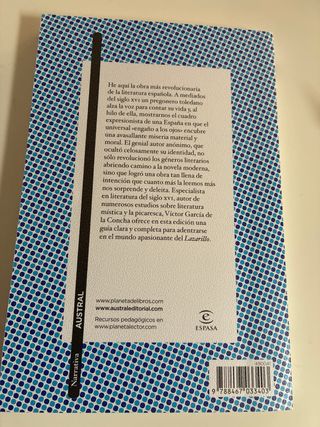 He aquí la obra más revolucionaria
de la literatura española. A mediados
del siglo XVI un pregonero toledano
alza la voz para contar su vida y, al
hilo de ella, mostrarnos el cuadro
expresionista de una España en que el
universal «engaño a los ojos» encubre
una avasallante miseria material y
moral. El genial autor anónimo, que
ocultó celosamente su identidad, no
sólo revolucionó los géneros literarios
abriendo camino a la novela moderna,
sino que logró una obra tan llena de
intención que cuanto más la leemos más
nos sorprende y deleita. Especialista
en literatura del siglo XVI, autor de
numerosos estudios sobre literatura
mística y la picaresca, Víctor García de
la Concha ofrece en esta edición una
guía clara y completa para adentrarse
en el mundo apasionante del Lazarillo.
www.planetadelibros.com
www.australeditorial.com
Recursos pedagógicos en
www.planetalector.com
ESPASA
Narrativa
AUSTRAL
9 788467 033403